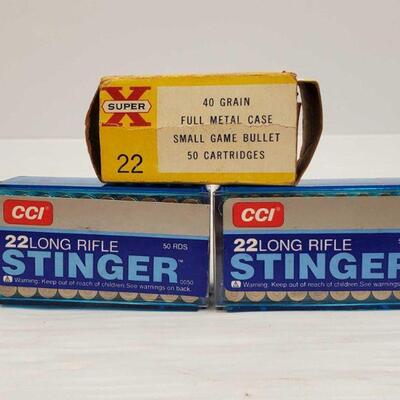 X
SUPER
22
40 GRAIN
FULL METAL CASE
SMALL GAME BULLET
50 CARTRIDGES
CCI
22 LONG RIFLE
50 RDS
STINGER™
Warning: Keep out of reach of children. See warnings on back.
0050
CCI
22 LONG RIFLE
STINGER
Warning: Keep out of reach of children. See warnings on